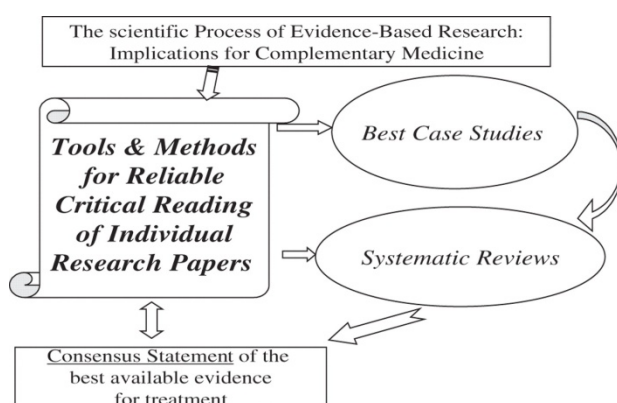 The scientific Process of Evidence-Based Research:
Implications for Complementary Medicine
Tools & Methods
for Reliable
Critical Reading
of Individual
Research Papers
Best Case Studies
Systematic Reviews
Consensus Statement of the
best available evidence
for treatment